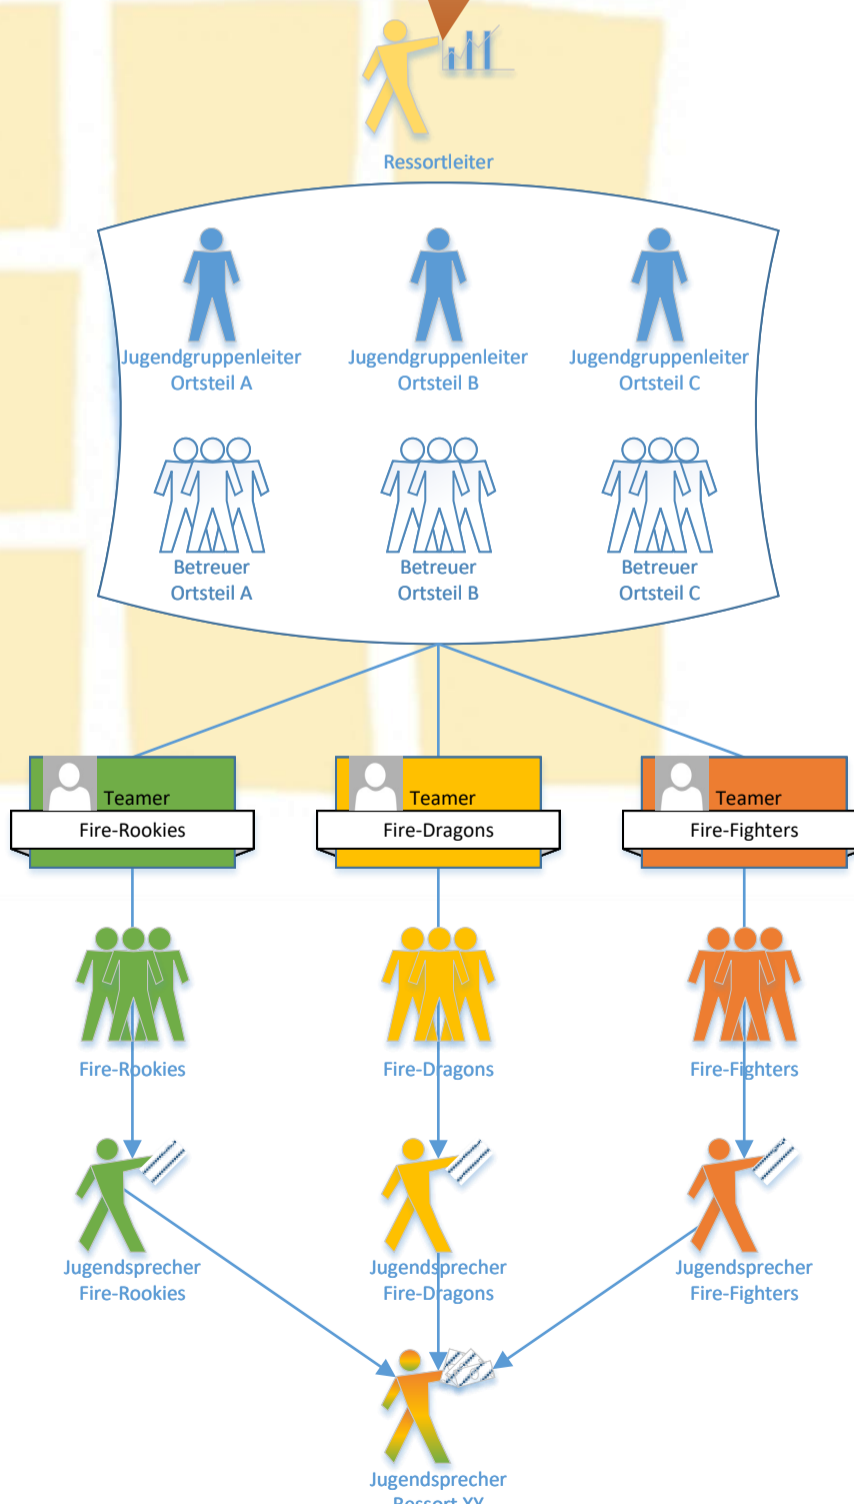 Ressortleiter
Jugendgruppenleiter
Ortsteil A
Jugendgruppenleiter
Ortsteil B
Jugendgruppenleiter
Ortsteil C
Betreuer
Ortsteil A
Betreuer
Ortsteil B
Betreuer
Ortsteil C
Teamer
Fire-Rookies
Teamer
Fire-Dragons
Teamer
Fire-Fighters
Fire-Rookies
Fire-Dragons
Fire-Fighters
Jugendsprecher
Fire-Rookies
Jugendsprecher
Fire-Dragons
Jugendsprecher
Fire-Fighters
Jugendsprecher
Ressort XY